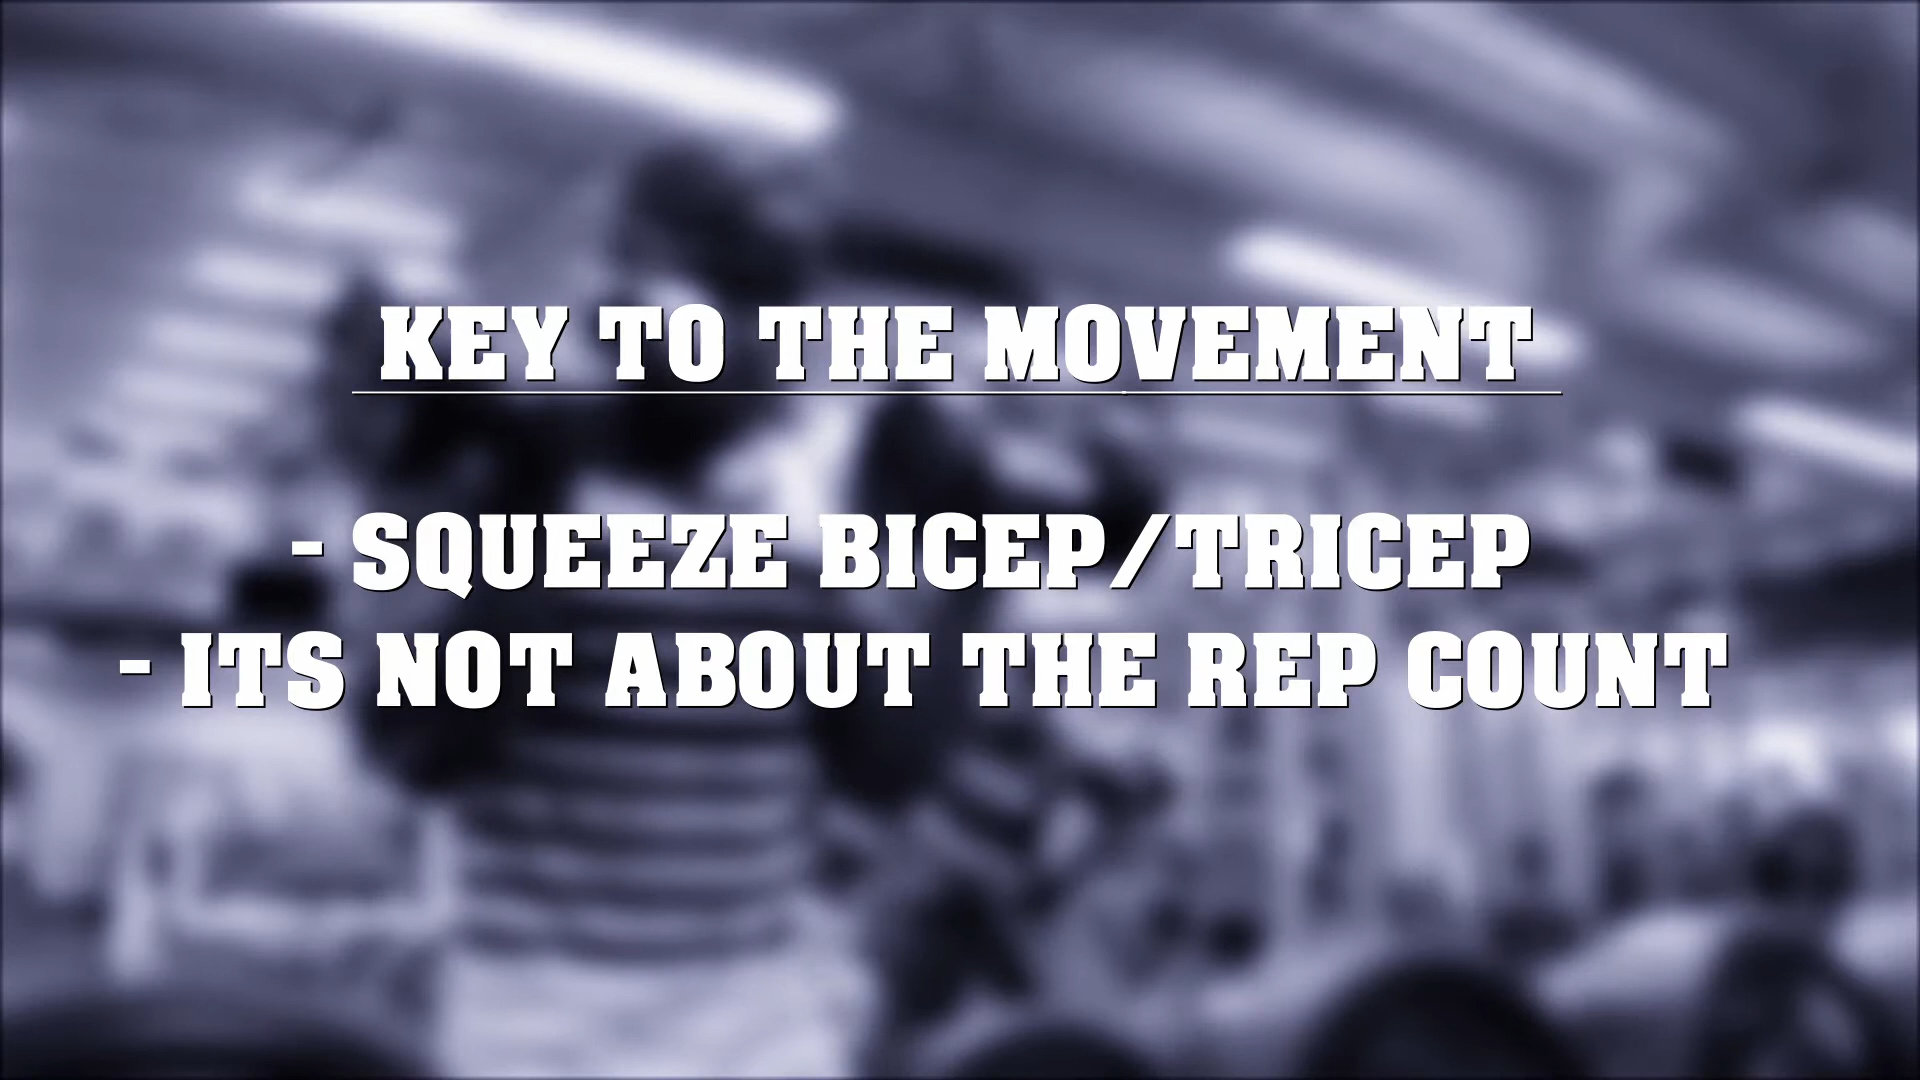 KEY TO THE MOVEMENT
- SQUEEZE BICEP/TRICEP
- ITS NOT ABOUT THE REP COUNT